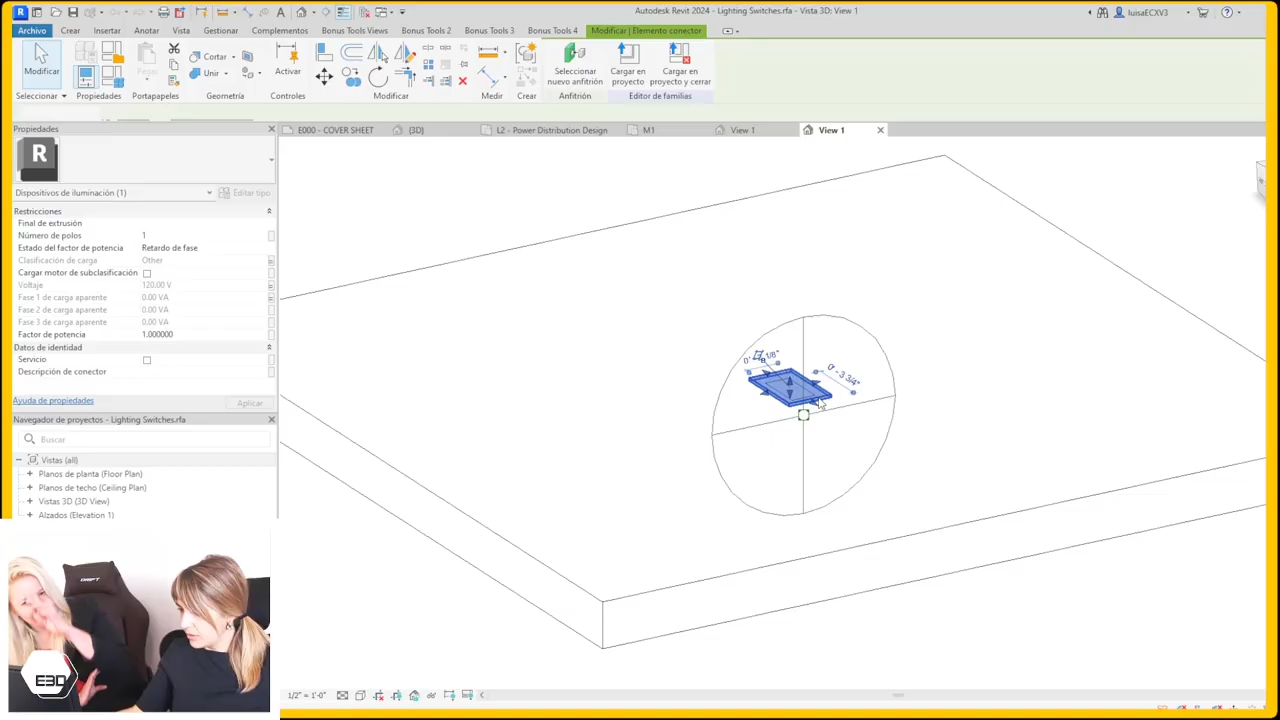 Autodesk Revit 2024 - Lighting Switches.rfa - Vista 3D: View 1
luisaECXV3
Archivo Crear Insertar Anotar Vista Gestionar Complementos Bonus Tools Views Bonus Tools 2 Bonus Tools 3 Bonus Tools 4 Modificar | Elemento conector
Modificar
Pegar
Cortar
Unir
Activar
Seleccionar nuevo anfitrión
Cargar en proyecto
Cargar en proyecto y cerrar
Seleccionar Propiedades Portapapeles Geometría Controles Modificar Medir Crear Anfitrión Editor de familias
Propiedades
E000 - COVER SHEET {3D} L2 - Power Distribution Design M1 View 1 View 1
R
Dispositivos de iluminación (1) Editar tipo
Restricciones
Final de extrusión
Número de polos 1
Estado del factor de potencia Retardo de fase
Clasificación de carga Other
Cargar motor de subclasificación
Voltaje 120.00 V
Fase 1 de carga aparente 0.00 VA
Fase 2 de carga aparente 0.00 VA
Fase 3 de carga aparente 0.00 VA
Factor de potencia 1.000000
Datos de identidad
Servicio
Descripción de conector
Ayuda de propiedades Aplicar
Navegador de proyectos - Lighting Switches.rfa
Buscar
Vistas (all)
Planos de planta (Floor Plan)
Planos de techo (Ceiling Plan)
Vistas 3D (3D View)
Alzados (Elevation 1)
0' - 3 3/4"
DRIFT
E3D
1/2" = 1'-0"